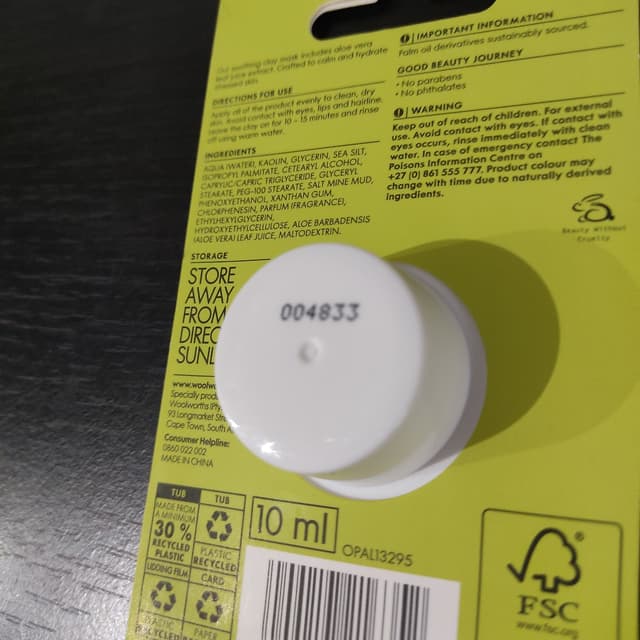 Our soothing clay mask includes aloe vera
leaf juice extract. Crafted to calm and hydrate
stressed skin.
DIRECTIONS FOR USE
Apply all of the product evenly to clean, dry
skin. Avoid contact with eyes, lips and hairline.
Leave the clay on for 10 – 15 minutes and rinse
off using warm water.
INGREDIENTS
AQUA (WATER), KAOLIN, GLYCERIN, SEA SILT,
ISOPROPYL PALMITATE, CETEARYL ALCOHOL,
CAPRYLIC/CAPRIC TRIGLYCERIDE, GLYCERYL
STEARATE, PEG-100 STEARATE, SALT MINE MUD,
PHENOXYETHANOL, XANTHAN GUM,
CHLORPHENESIN, PARFUM (FRAGRANCE),
ETHYLHEXYLGLYCERIN,
HYDROXYETHYLCELLULOSE, ALOE BARBADENSIS
(ALOE VERA) LEAF JUICE, MALTODEXTRIN.
STORAGE
STORE
AWAY
FROM
DIREC
SUNL
www.woolwo
Specially prod
Woolworths (Pty
93 Longmarket Str
Cape Town, South A
Consumer Helpline:
0860 022 002
MADE IN CHINA
! IMPORTANT INFORMATION
Palm oil derivatives sustainably sourced.
GOOD BEAUTY JOURNEY
• No parabens
• No phthalates
! WARNING
Keep out of reach of children. For external
use. Avoid contact with eyes. If contact with
eyes occurs, rinse immediately with clean
water. In case of emergency contact The
Poisons Information Centre on
+27 (0) 861 555 777. Product colour may
change with time due to naturally derived
ingredients.
Beauty Without
Cruelty
004833
TUB
MADE FROM
A MINIMUM
30 %
RECYCLED
PLASTIC
TUB
PLASTIC
RECYCLE
UDDING FILM
PLASTIC
CARD
PAPER
10 ml
OPAL13295
FSC
www.fsc.org